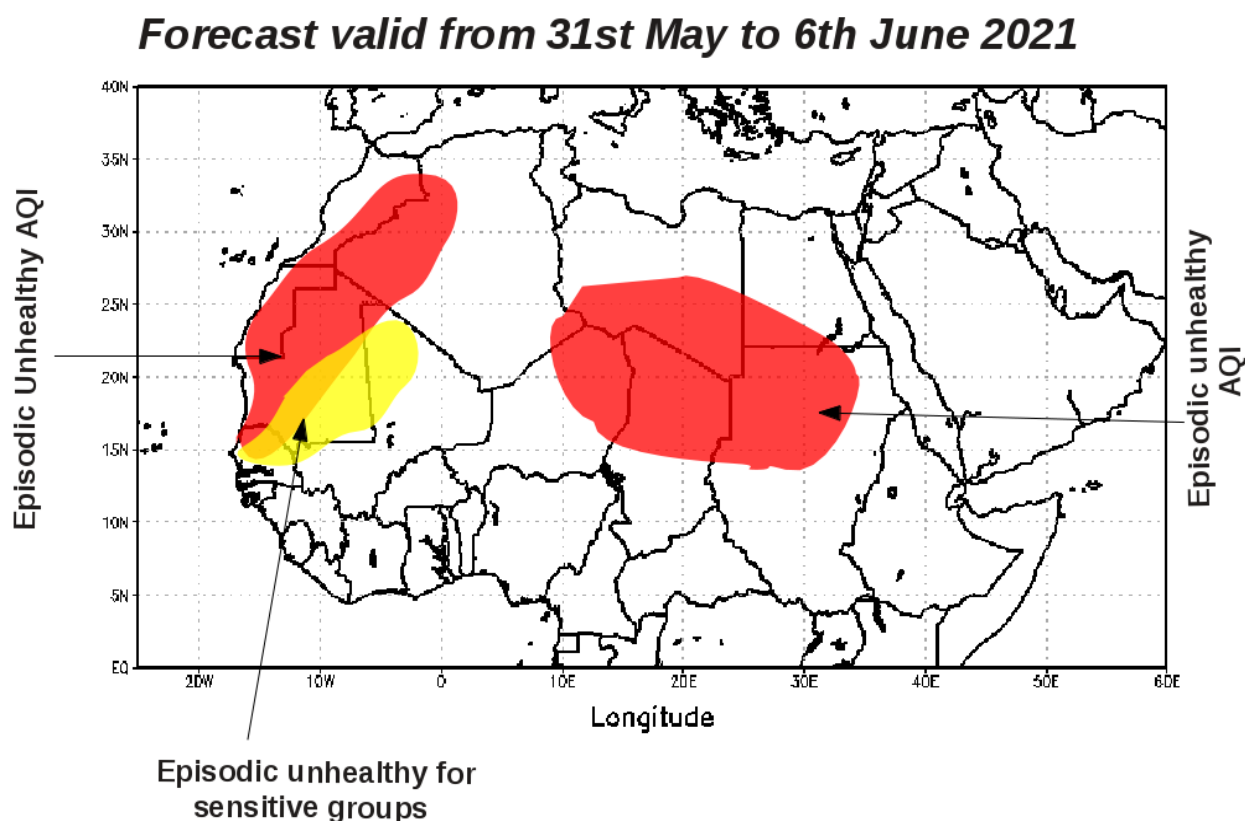 Forecast valid from 31st May to 6th June 2021
40N
35N
30N
25N
20N
15N
10N
5N
EQ
20W
10W
0
10E
20E
30E
40E
50E
60E
Longitude
Episodic Unhealthy AQI
Episodic unhealthy
AQI
Episodic unhealthy for
sensitive groups